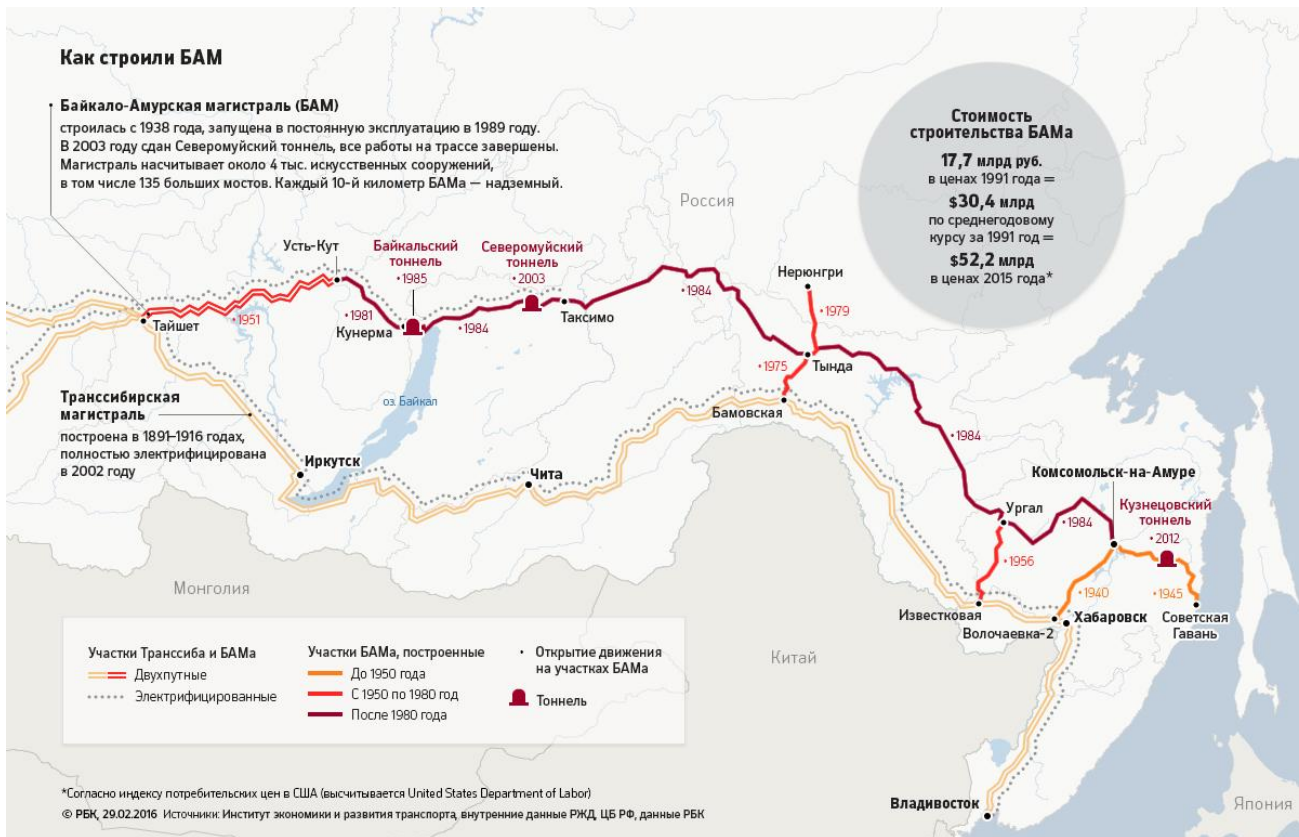 Как строили БАМ
Байкало-Амурская магистраль (БАМ)
строилась с 1938 года, запущена в постоянную эксплуатацию в 1989 году.
В 2003 году сдан Северомуйский тоннель, все работы на трассе завершены.
Магистраль насчитывает около 4 тыс. искусственных сооружений,
в том числе 135 больших мостов. Каждый 10-й километр БАМа — надземный.
Стоимость
строительства БАМа
17,7 млрд руб.
в ценах 1991 года =
$30,4 млрд
по среднегодовому
курсу за 1991 год =
$52,2 млрд
в ценах 2015 года*
Россия
Усть-Кут
Байкальский
тоннель
•1985
Северомуйский
тоннель
•2003
Нерюнгри
•1984
•1979
Тайшет
•1951
•1981
Кунерма
•1984
Таксимо
•1975
Тында
Транссибирская
магистраль
построена в 1891–1916 годах,
полностью электрифицирована
в 2002 году
оз. Байкал
Бамовская
•1984
Иркутск
Чита
Комсомольск-на-Амуре
Ургал
•1984
Кузнецовский
тоннель
•2012
•1956
•1940
•1945
Монголия
Известковая
Волочаевка-2
Хабаровск
Советская
Гавань
Китай
Участки Транссиба и БАМа
Двухпутные
Электрифицированные
Участки БАМа, построенные
До 1950 года
С 1950 по 1980 год
После 1980 года
• Открытие движения
на участках БАМа
Тоннель
*Согласно индексу потребительских цен в США (высчитывается United States Department of Labor)
© РБК, 29.02.2016 Источники: Институт экономики и развития транспорта, внутренние данные РЖД, ЦБ РФ, данные РБК
Владивосток
Япония